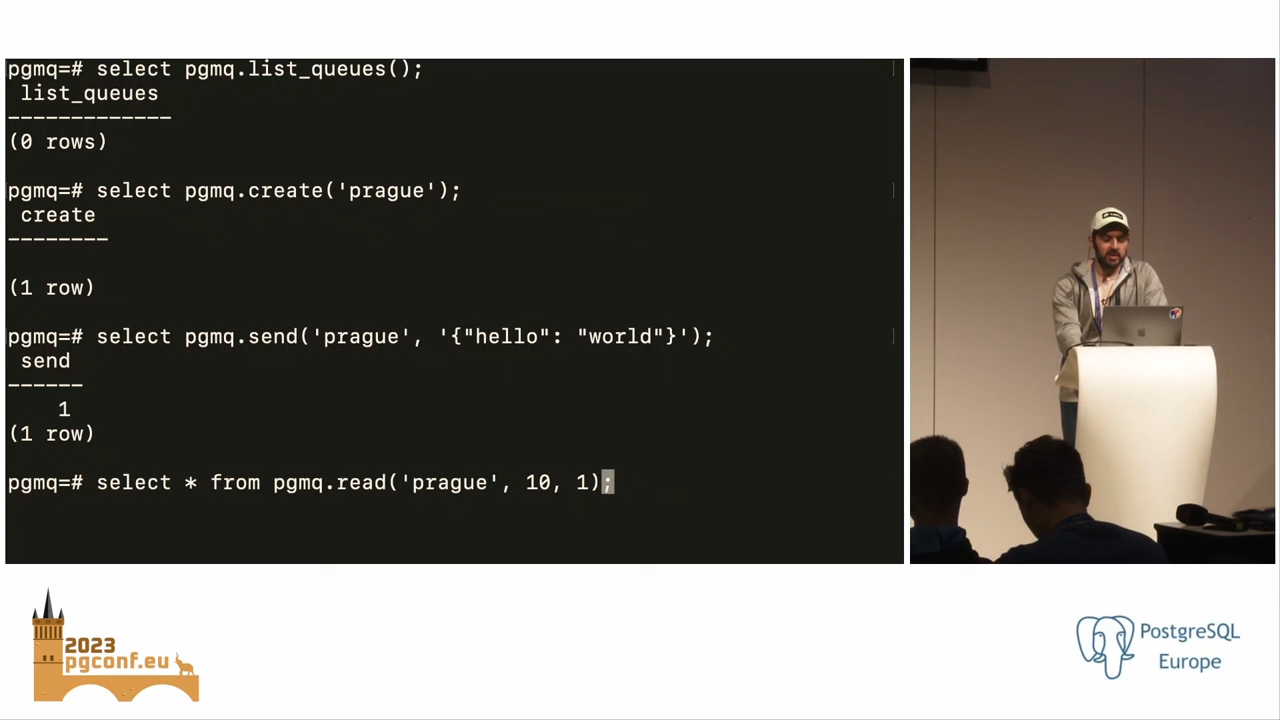 pgmq=# select pgmq.list_queues();
list_queues
-------------
(0 rows)
pgmq=# select pgmq.create('prague');
create
--------
(1 row)
pgmq=# select pgmq.send('prague', '{"hello": "world"}');
send
------
1
(1 row)
pgmq=# select * from pgmq.read('prague', 10, 1);
2023
pgconf.eu
PostgreSQL
Europe